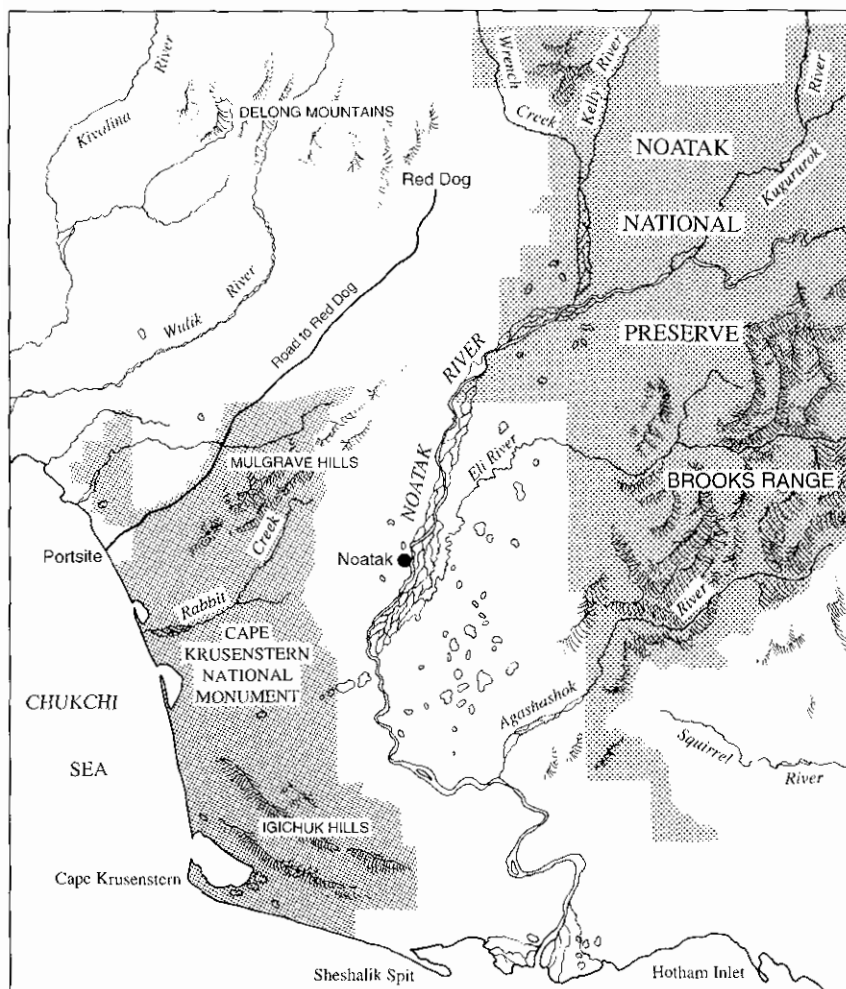 Kivalina
River
DELONG MOUNTAINS
Wrench
Creek
Kelly River
River
NOATAK
Kugururok
Red Dog
NATIONAL
Wulik
River
Road to Red Dog
PRESERVE
RIVER
NOATAK
Eli River
MULGRAVE HILLS
BROOKS RANGE
Portsite
Creek
Rabbit
Noatak
River
CAPE
KRUSENSTERN
NATIONAL
MONUMENT
CHUKCHI
SEA
Agashashok
Squirrel
River
IGICHUK HILLS
Cape Krusenstern
Sheshalik Spit
Hotham Inlet